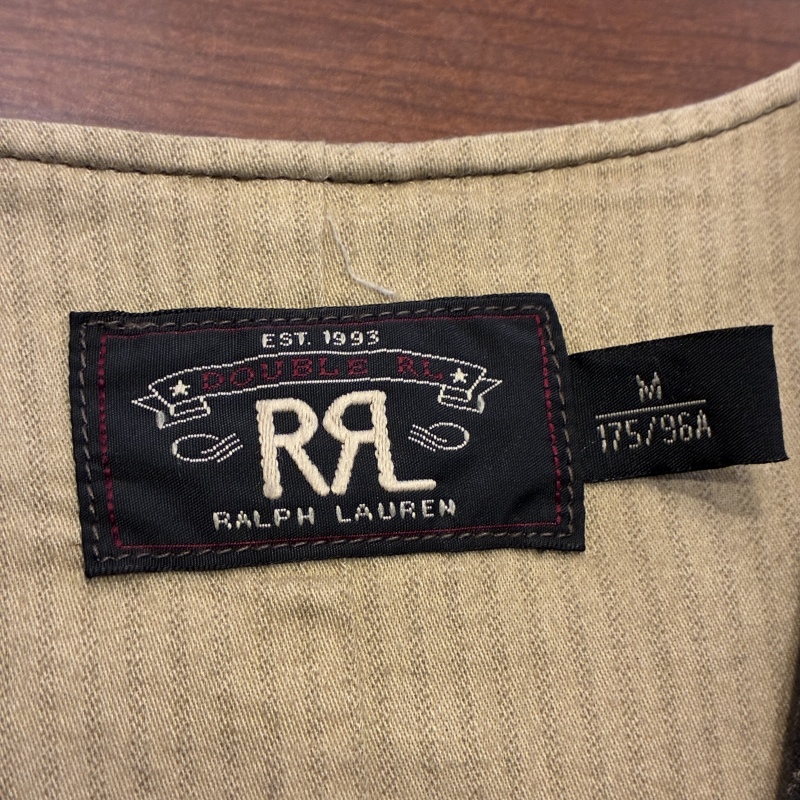 EST. 1993
DOUBLE RL
RRL
RALPH LAUREN
M
175/96A